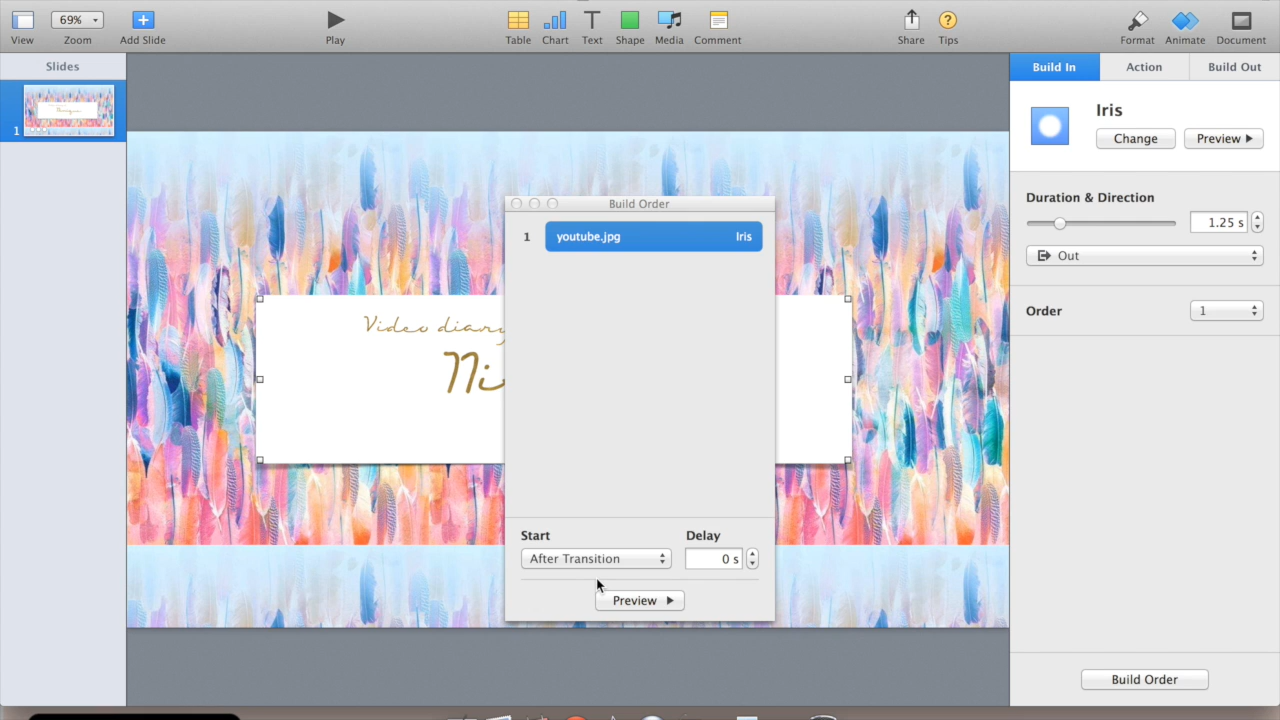 69%
View
Zoom
Add Slide
Play
Table
Chart
Text
Shape
Media
Comment
Share
Tips
Format
Animate
Document
Slides
1
Build In
Action
Build Out
Iris
Change
Preview
Duration & Direction
1.25 s
Out
Order
1
Build Order
Build Order
1 youtube.jpg Iris
Start
Delay
After Transition
0 s
Preview
Video diary
Ni